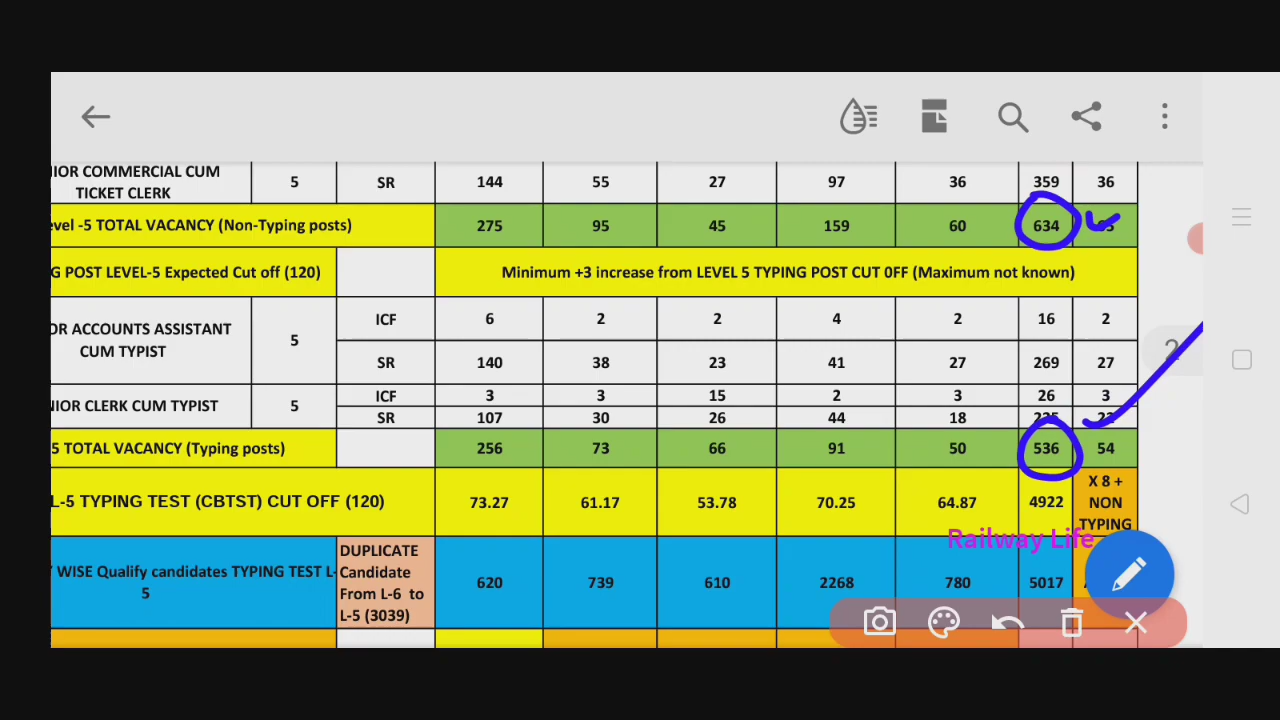 IOR COMMERCIAL CUM
TICKET CLERK 5 SR 144 55 27 97 36 359 36
evel -5 TOTAL VACANCY (Non-Typing posts) 275 95 45 159 60 634
G POST LEVEL-5 Expected Cut off (120) Minimum +3 increase from LEVEL 5 TYPING POST CUT 0FF (Maximum not known)
OR ACCOUNTS ASSISTANT
CUM TYPIST 5
ICF 6 2 2 4 2 16 2
SR 140 38 23 41 27 269 27
2
NIOR CLERK CUM TYPIST 5
ICF 3 3 15 2 3 26 3
SR 107 30 26 44 18
5 TOTAL VACANCY (Typing posts) 256 73 66 91 50 536 54
L-5 TYPING TEST (CBTST) CUT OFF (120) 73.27 61.17 53.78 70.25 64.87 4922
X 8 +
NON
TYPING
Railway Life
WISE Qualify candidates TYPING TEST L-
5
DUPLICATE
Candidate
From L-6 to
L-5 (3039)
620 739 610 2268 780 5017